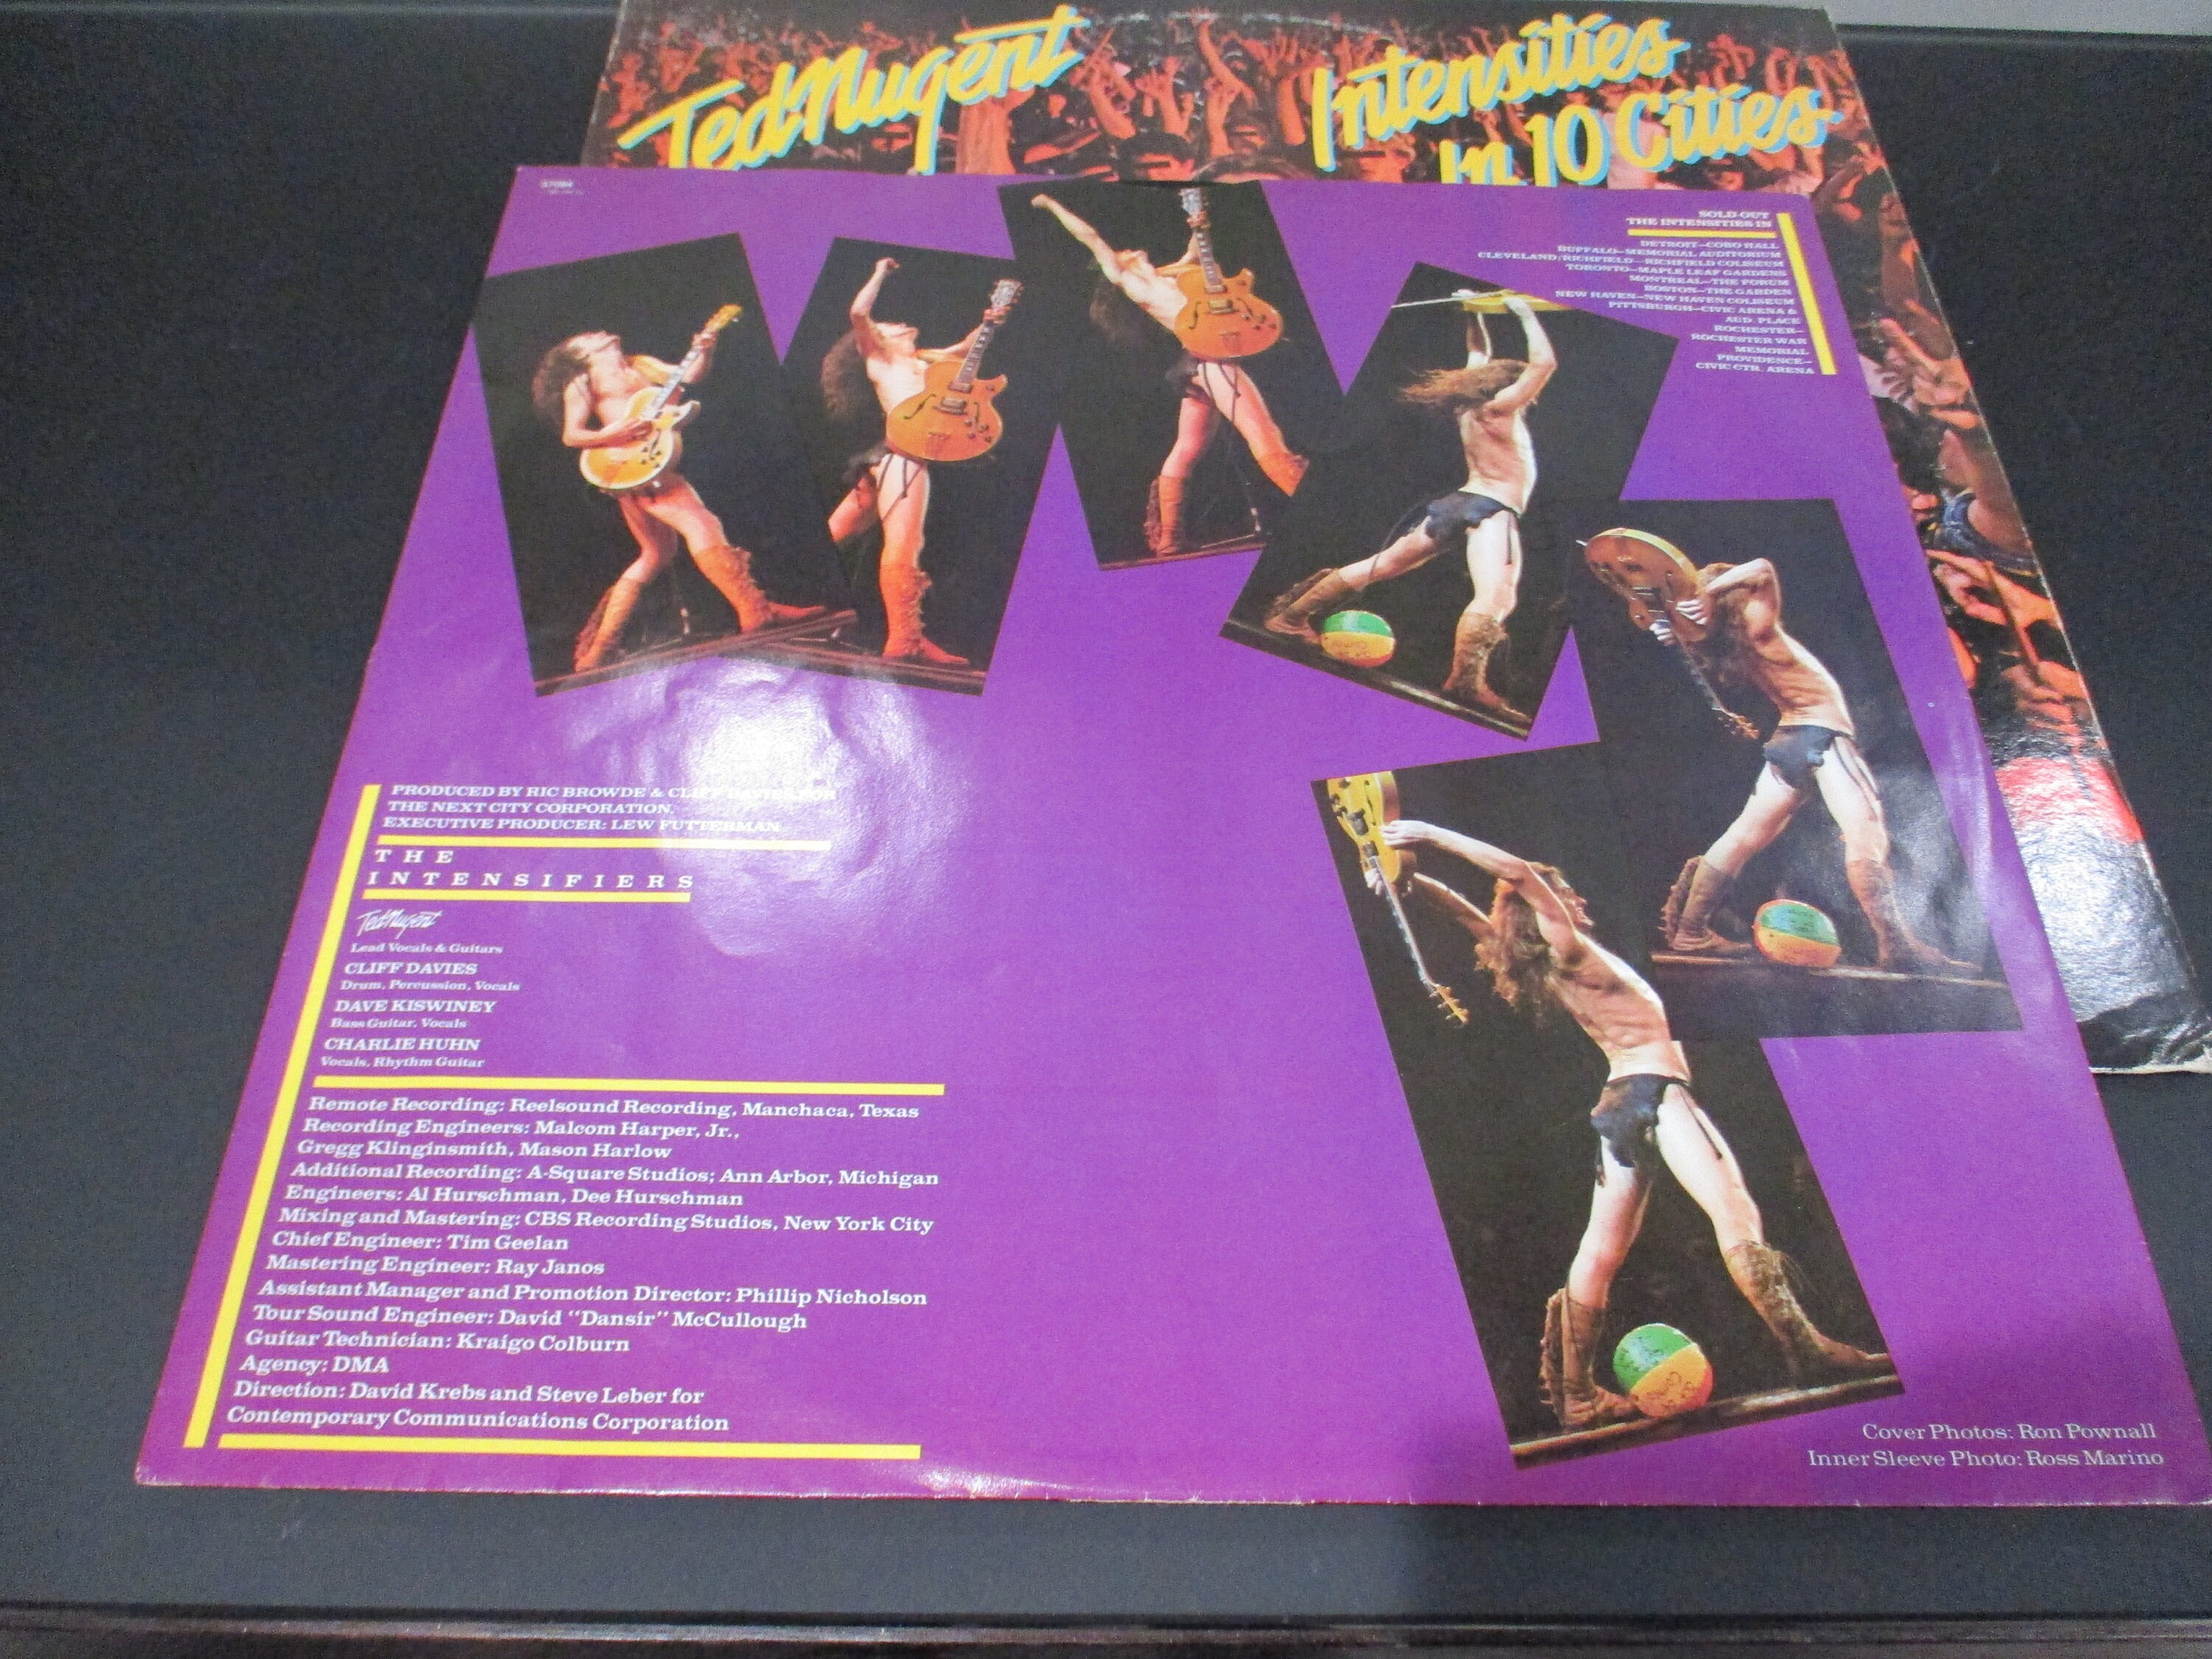 Ted Nugent
Intensities
In 10 Cities
37084
SOLD-OUT
THE INTENSITIES IN
DETROIT—COBO HALL
BUFFALO—MEMORIAL AUDITORIUM
CLEVELAND/RICHFIELD—RICHFIELD COLISEUM
TORONTO—MAPLE LEAF GARDENS
MONTREAL—THE FORUM
BOSTON—THE GARDEN
NEW HAVEN—NEW HAVEN COLISEUM
PITTSBURGH—CIVIC ARENA &
AUD. PLACE
ROCHESTER—
ROCHESTER WAR
MEMORIAL
PROVIDENCE—
CIVIC CTR. ARENA
PRODUCED BY RIC BROWDE & CLIFF DAVIES FOR
THE NEXT CITY CORPORATION.
EXECUTIVE PRODUCER: LEW FUTTERMAN
THE
INTENSIFIERS
Ted Nugent
Lead Vocals & Guitars
CLIFF DAVIES
Drum, Percussion, Vocals
DAVE KISWINEY
Bass Guitar, Vocals
CHARLIE HUHN
Vocals, Rhythm Guitar
Remote Recording: Reelsound Recording, Manchaca, Texas
Recording Engineers: Malcom Harper, Jr.,
Gregg Klinginsmith, Mason Harlow
Additional Recording: A-Square Studios; Ann Arbor, Michigan
Engineers: Al Hurschman, Dee Hurschman
Mixing and Mastering: CBS Recording Studios, New York City
Chief Engineer: Tim Geelan
Mastering Engineer: Ray Janos
Assistant Manager and Promotion Director: Phillip Nicholson
Tour Sound Engineer: David "Dansir" McCullough
Guitar Technician: Kraigo Colburn
Agency: DMA
Direction: David Krebs and Steve Leber for
Contemporary Communications Corporation
Cover Photos: Ron Pownall
Inner Sleeve Photo: Ross Marino